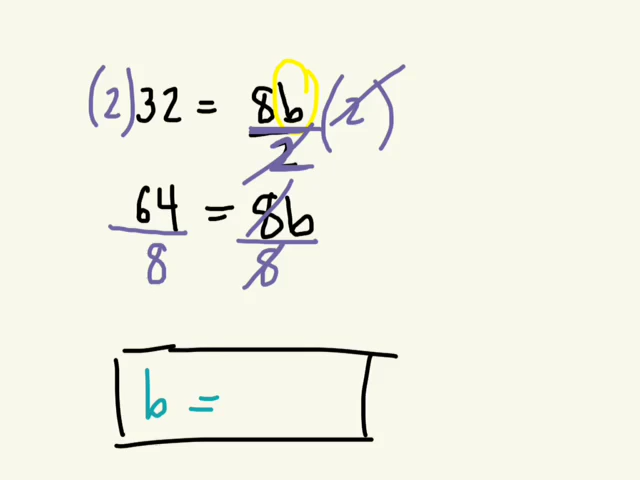 (2) 32 = 8b/2 (2)
64/8 = 8b/8
b =